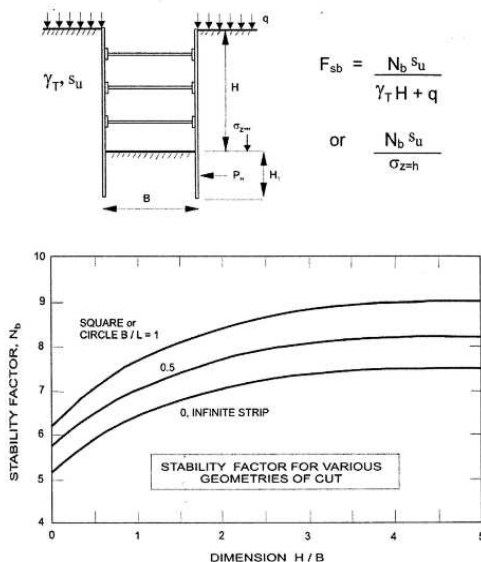 q
γT, su
H
σz=h
H1
B
Fsb = Nb su
γT H + q
or Nb su
σz=h
10
9
8
7
6
5
4
STABILITY FACTOR, Nb
SQUARE or
CIRCLE B / L = 1
0.5
0, INFINITE STRIP
STABILITY FACTOR FOR VARIOUS
GEOMETRIES OF CUT
0 1 2 3 4 5
DIMENSION H / B